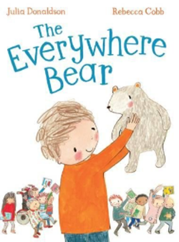 Julia Donaldson Rebecca Cobb
The
Everywhere
Bear